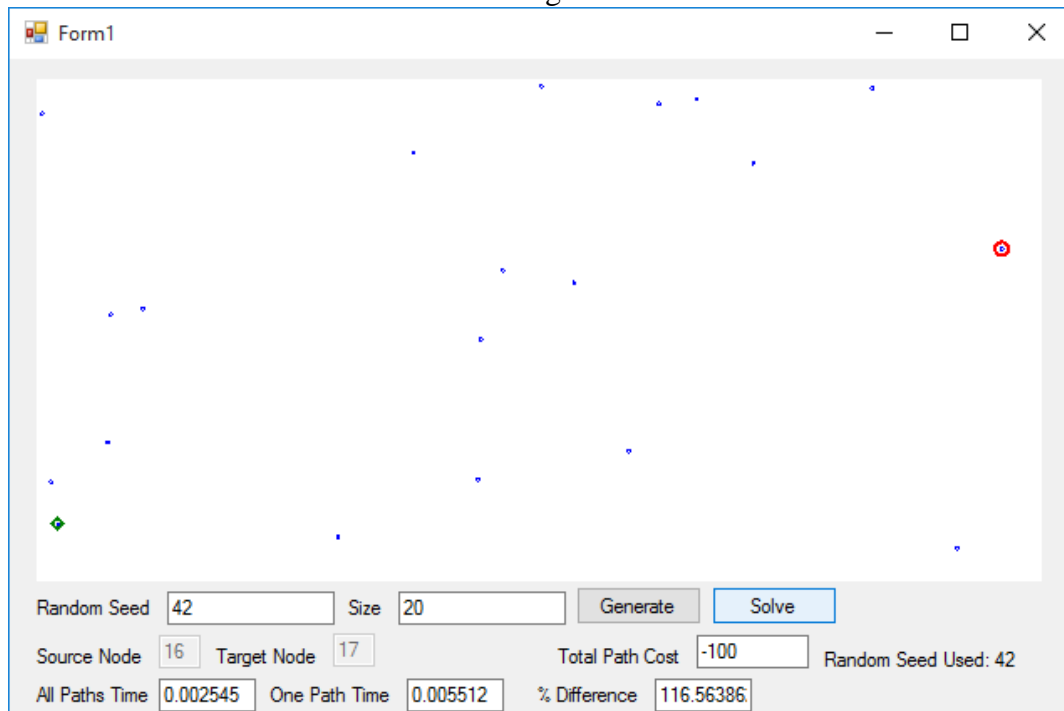 Form1
Random Seed 42 Size 20 Generate Solve
Source Node 16 Target Node 17 Total Path Cost -100 Random Seed Used: 42
All Paths Time 0.002545 One Path Time 0.005512 % Difference 116.56386